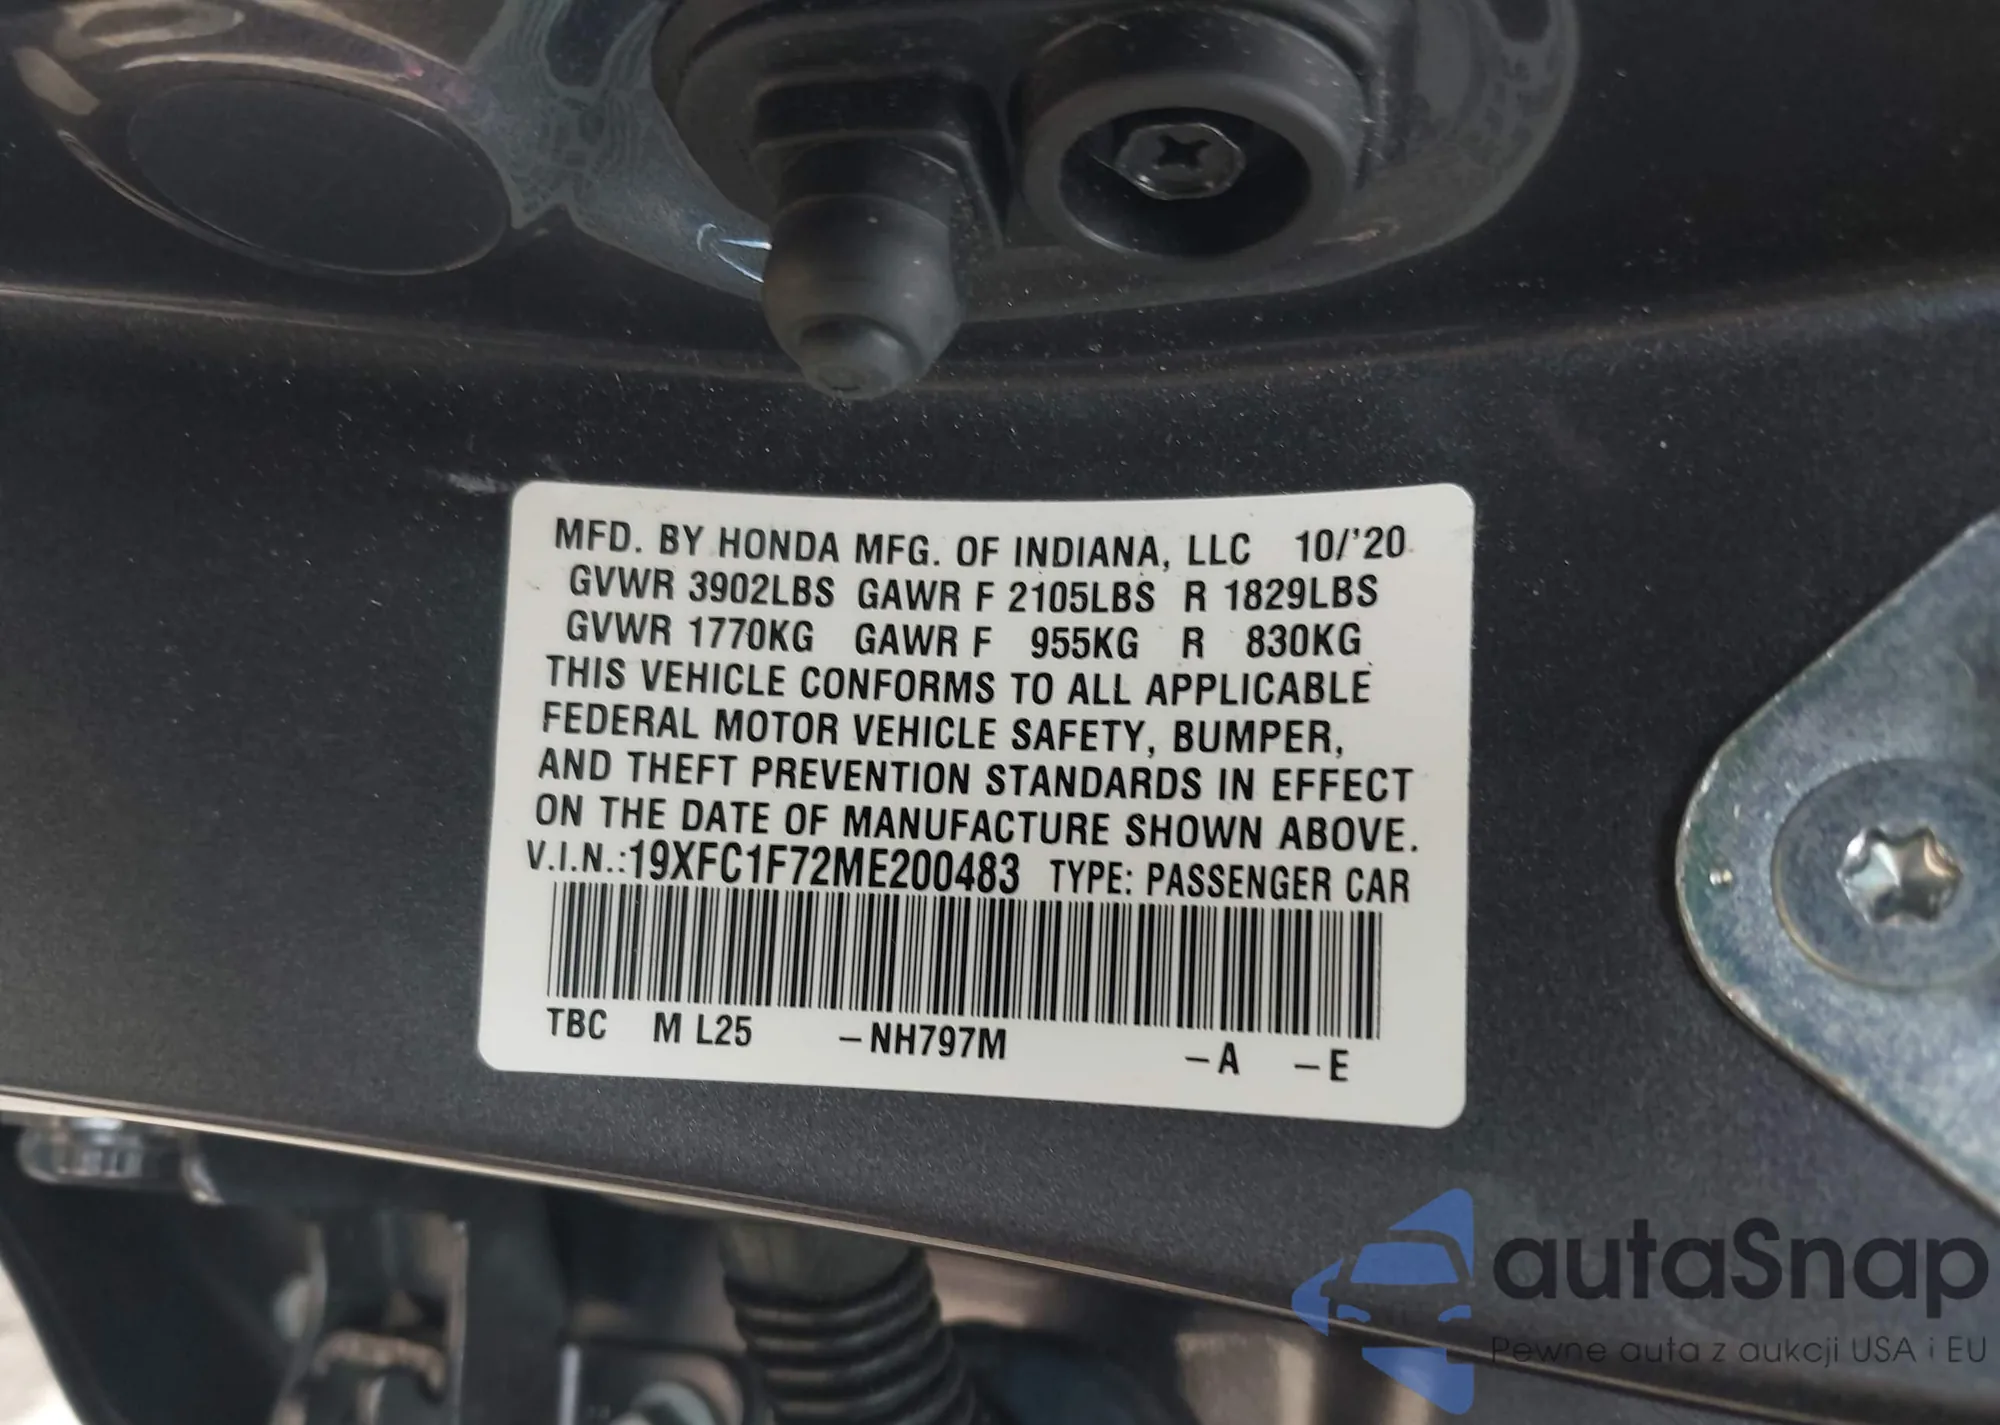 MFD. BY HONDA MFG. OF INDIANA, LLC 10/'20
GVWR 3902LBS GAWR F 2105LBS R 1829LBS
GVWR 1770KG GAWR F 955KG R 830KG
THIS VEHICLE CONFORMS TO ALL APPLICABLE
FEDERAL MOTOR VEHICLE SAFETY, BUMPER,
AND THEFT PREVENTION STANDARDS IN EFFECT
ON THE DATE OF MANUFACTURE SHOWN ABOVE.
V.I.N.:19XFC1F72ME200483 TYPE: PASSENGER CAR
TBC M L25 –NH797M –A –E
autaSnap
Pewne auta z aukcji USA i EU